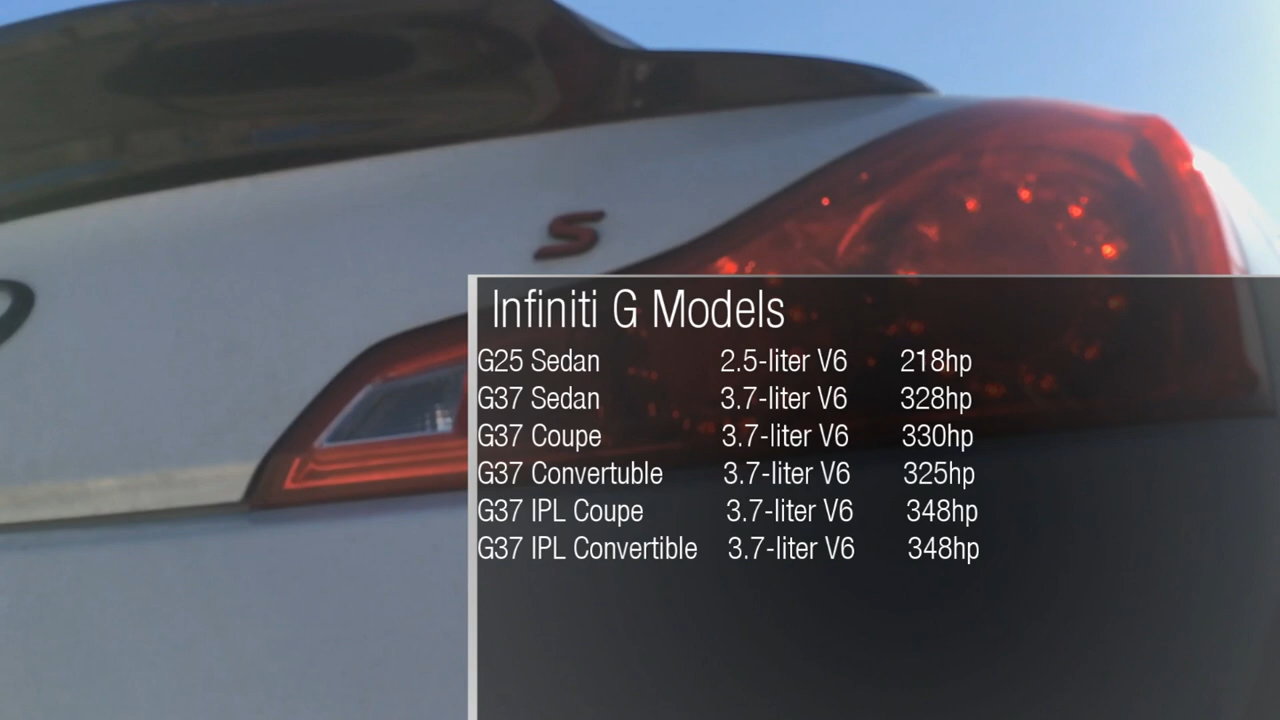 S
Infiniti G Models
G25 Sedan 2.5-liter V6 218hp
G37 Sedan 3.7-liter V6 328hp
G37 Coupe 3.7-liter V6 330hp
G37 Convertuble 3.7-liter V6 325hp
G37 IPL Coupe 3.7-liter V6 348hp
G37 IPL Convertible 3.7-liter V6 348hp